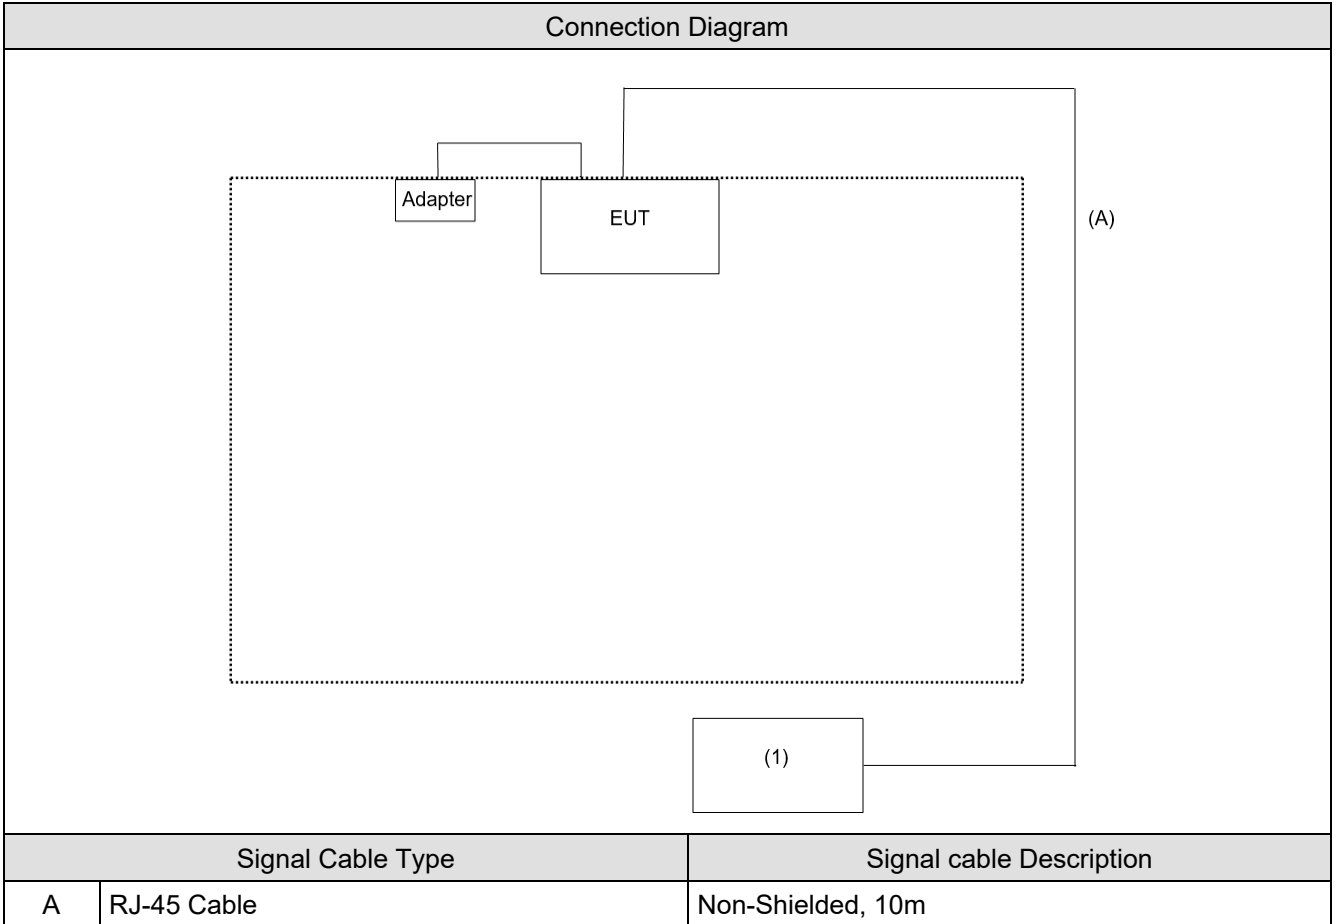 Connection Diagram
Adapter
EUT
(A)
(1)
Signal Cable Type
Signal cable Description
A
RJ-45 Cable
Non-Shielded, 10m